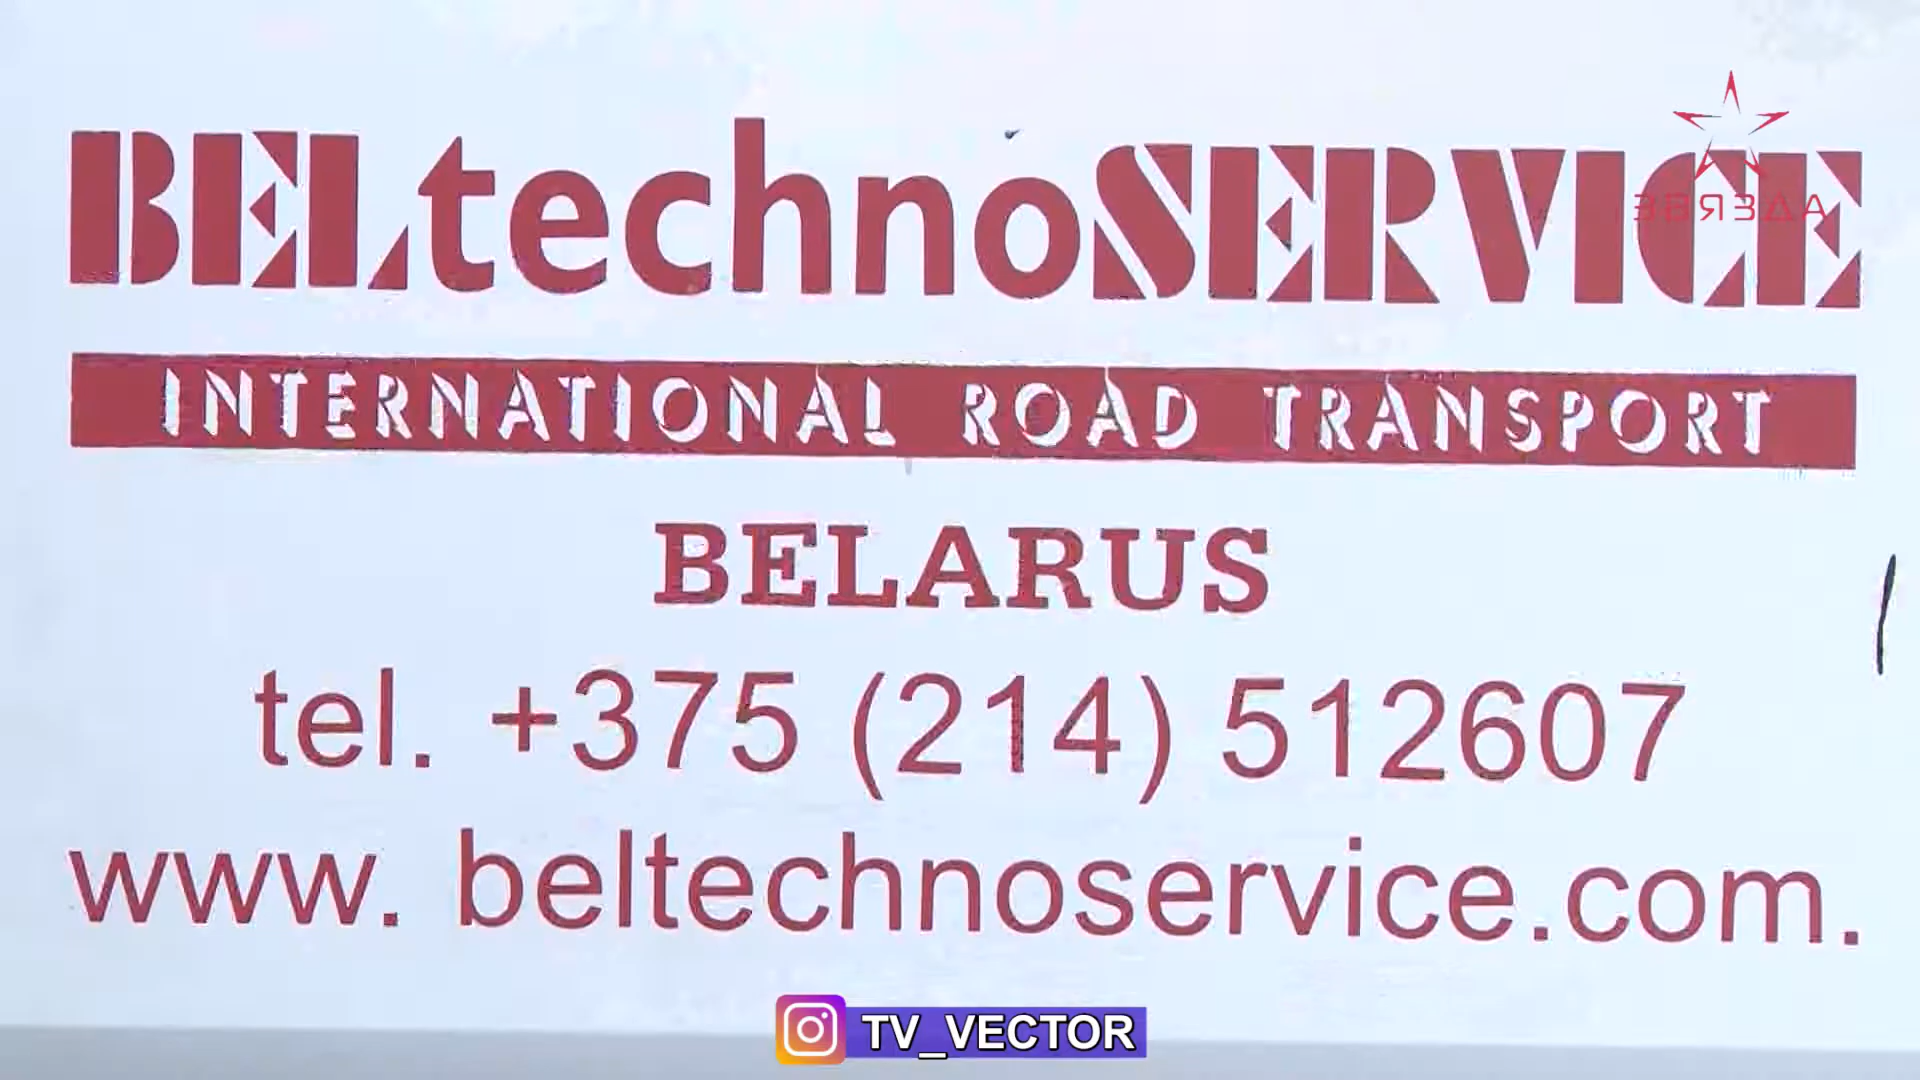 BELtechnoSERVICE
ЗВЯЗДА
INTERNATIONAL ROAD TRANSPORT
BELARUS
tel. +375 (214) 512607
www. beltechnoservice.com.
TV_VECTOR